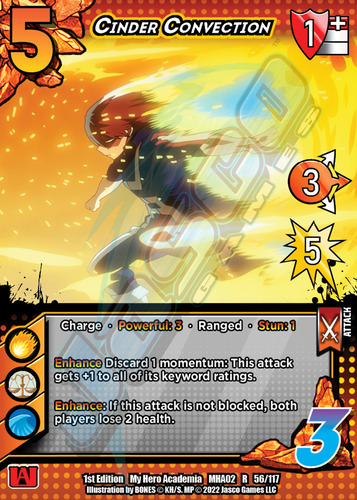 5
CINDER CONVECTION
1
+
3
5
ATTACK
Charge · Powerful: 3 · Ranged · Stun: 1
Enhance Discard 1 momentum: This attack
gets +1 to all of its keyword ratings.
Enhance: If this attack is not blocked, both
players lose 2 health.
3
1st Edition My Hero Academia MHA02 R 56/117
Illustration by BONES © KH/S. MP © 2022 Jasco Games LLC